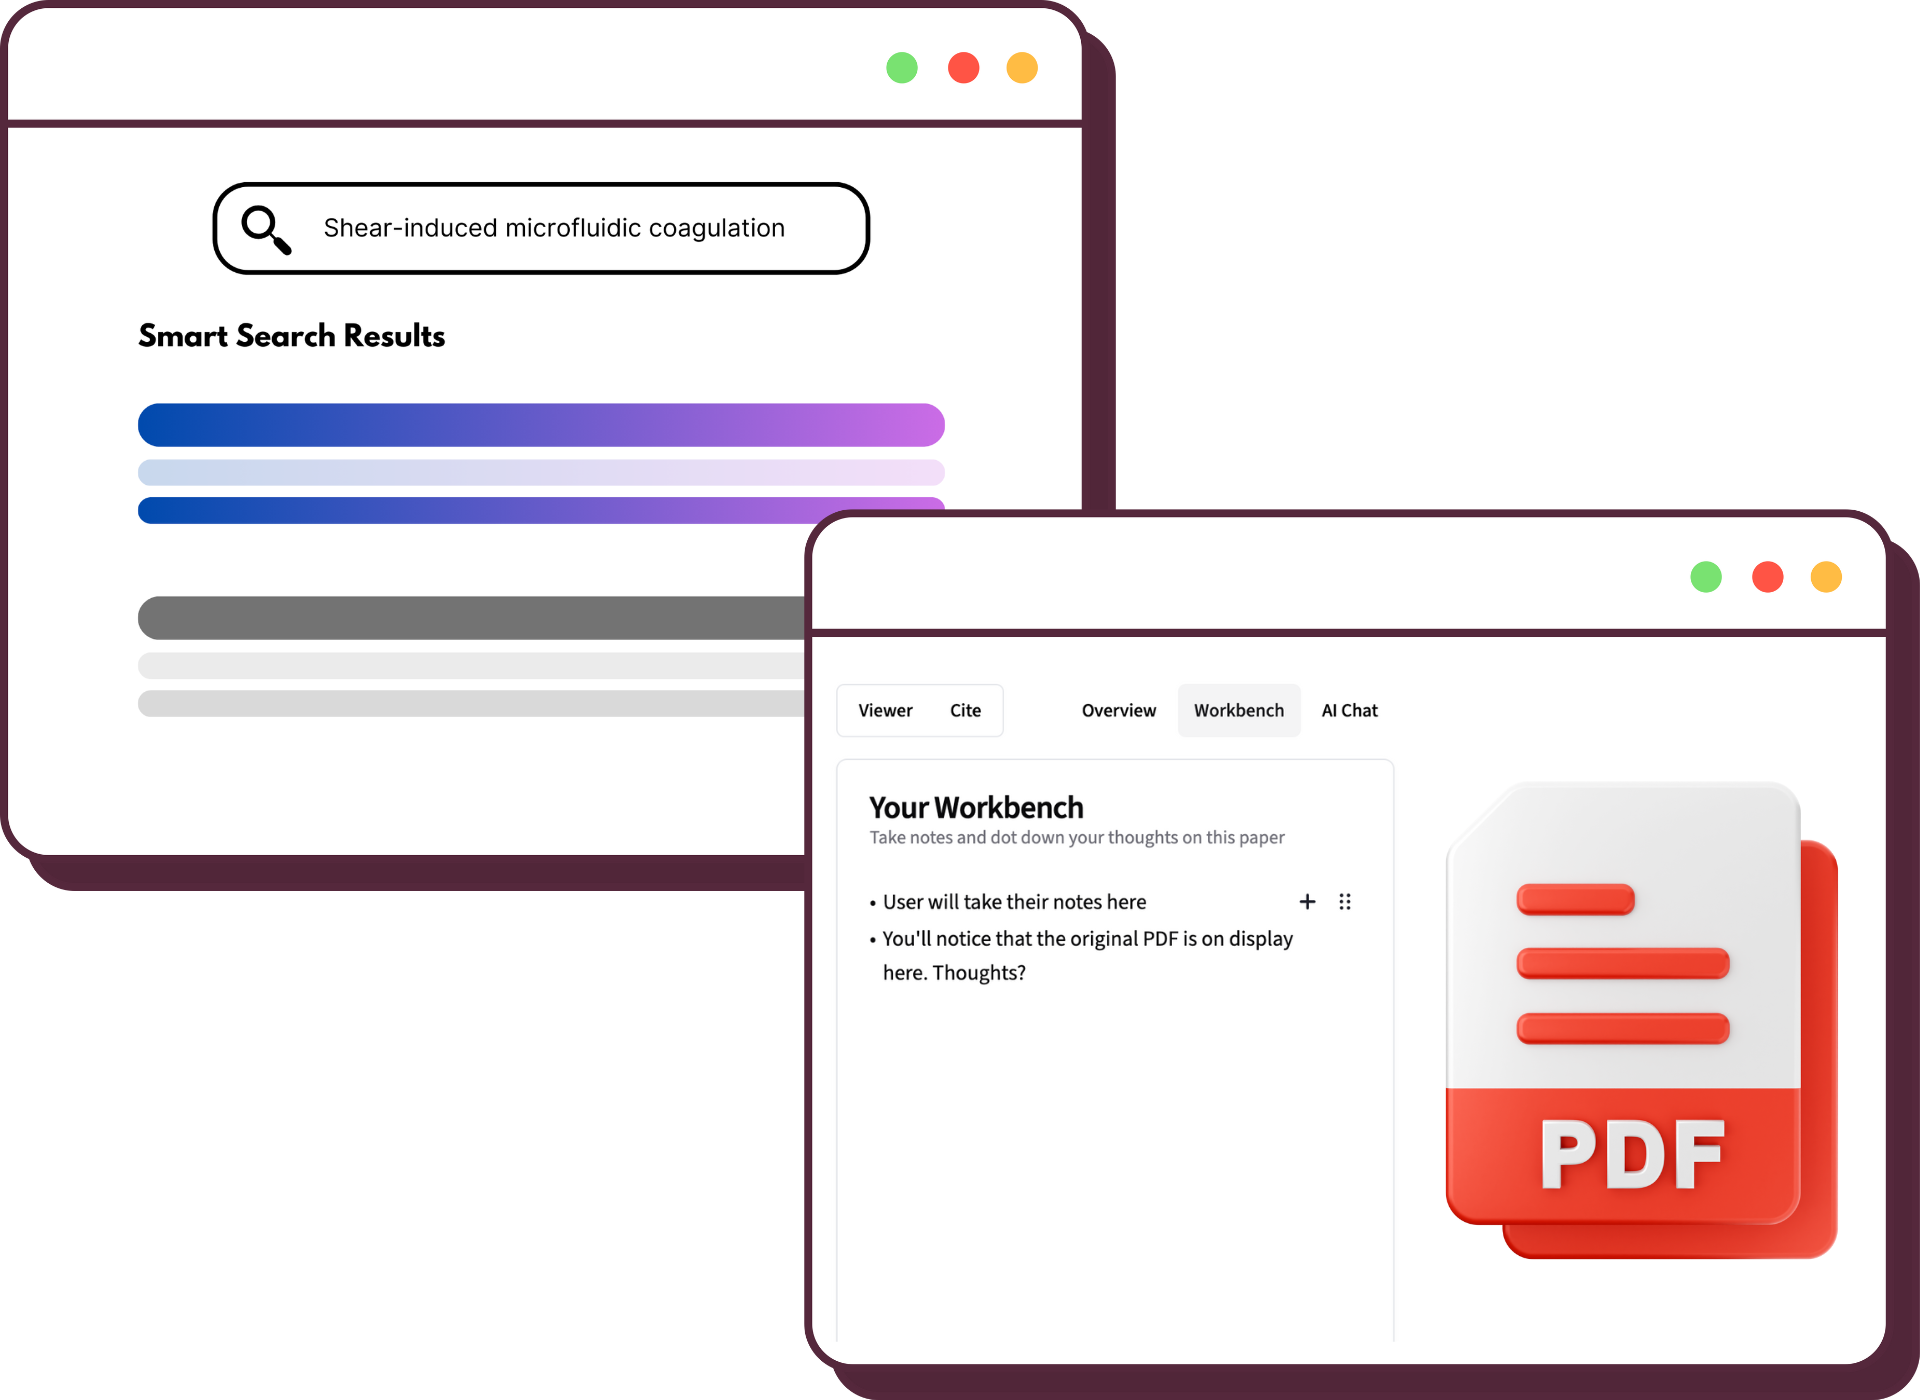 Shear-induced microfluidic coagulation
Smart Search Results
Viewer Cite Overview Workbench AI Chat
Your Workbench
Take notes and dot down your thoughts on this paper
• User will take their notes here
• You'll notice that the original PDF is on display
here. Thoughts?
PDF